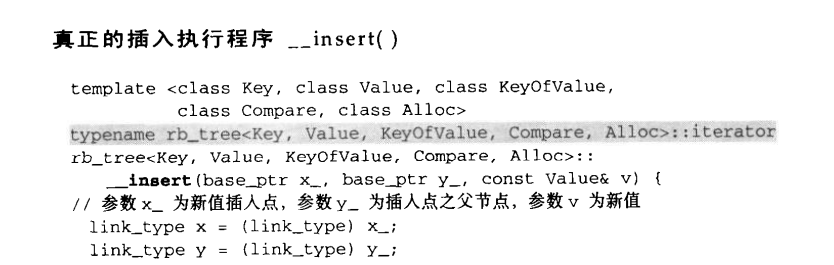 真正的插入执行程序 __insert( )
template <class Key, class Value, class KeyOfValue,
class Compare, class Alloc>
typename rb_tree<Key, Value, KeyOfValue, Compare, Alloc>::iterator
rb_tree<Key, Value, KeyOfValue, Compare, Alloc>::
__insert(base_ptr x_, base_ptr y_, const Value& v) {
// 参数 x_ 为新值插入点，参数 y_ 为插入点之父节点，参数 v 为新值
link_type x = (link_type) x_;
link_type y = (link_type) y_;